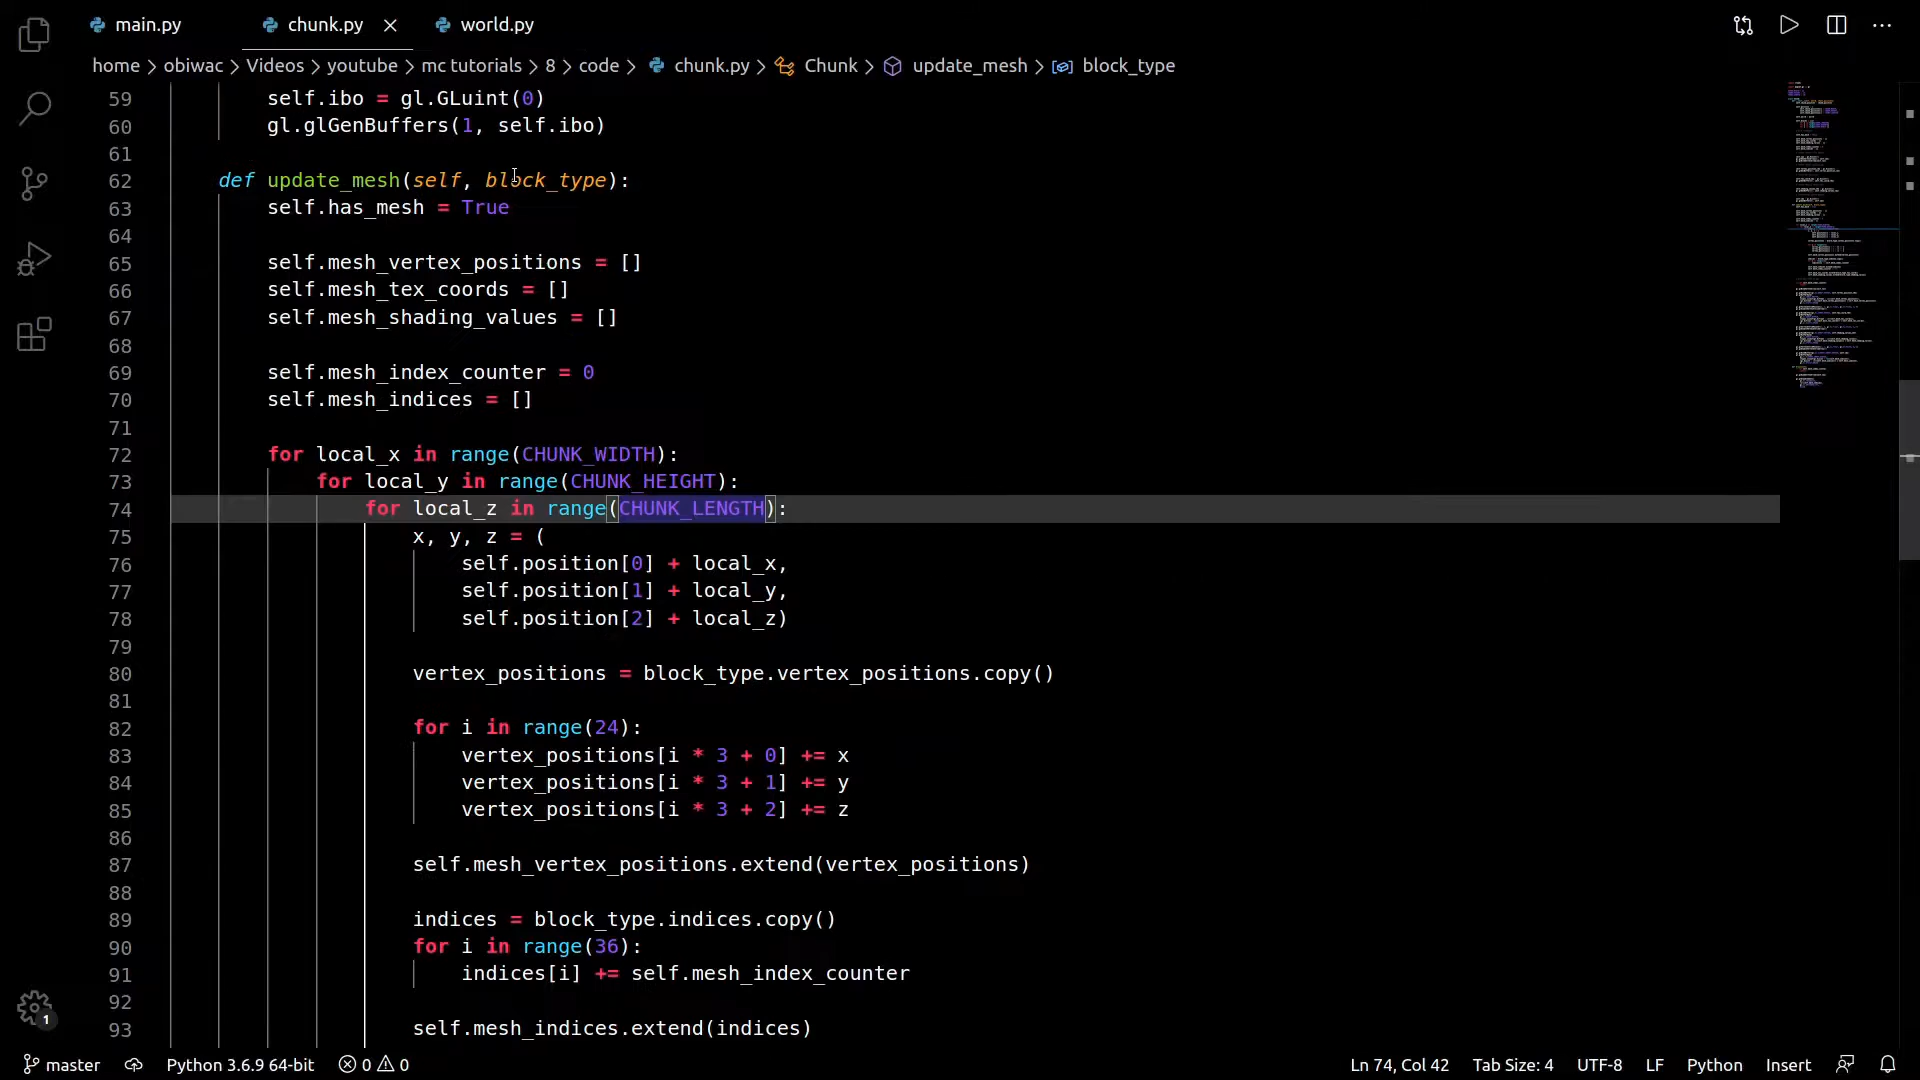 main.py chunk.py world.py
home > obiwac > Videos > youtube > mc tutorials > 8 > code > chunk.py > Chunk > update_mesh > block_type
59 self.ibo = gl.GLuint(0)
60 gl.glGenBuffers(1, self.ibo)
61
62 def update_mesh(self, block_type):
63 self.has_mesh = True
64
65 self.mesh_vertex_positions = []
66 self.mesh_tex_coords = []
67 self.mesh_shading_values = []
68
69 self.mesh_index_counter = 0
70 self.mesh_indices = []
71
72 for local_x in range(CHUNK_WIDTH):
73 for local_y in range(CHUNK_HEIGHT):
74 for local_z in range(CHUNK_LENGTH):
75 x, y, z = (
76 self.position[0] + local_x,
77 self.position[1] + local_y,
78 self.position[2] + local_z)
79
80 vertex_positions = block_type.vertex_positions.copy()
81
82 for i in range(24):
83 vertex_positions[i * 3 + 0] += x
84 vertex_positions[i * 3 + 1] += y
85 vertex_positions[i * 3 + 2] += z
86
87 self.mesh_vertex_positions.extend(vertex_positions)
88
89 indices = block_type.indices.copy()
90 for i in range(36):
91 indices[i] += self.mesh_index_counter
92
93 self.mesh_indices.extend(indices)
1
master Python 3.6.9 64-bit 0 0 Ln 74, Col 42 Tab Size: 4 UTF-8 LF Python Insert